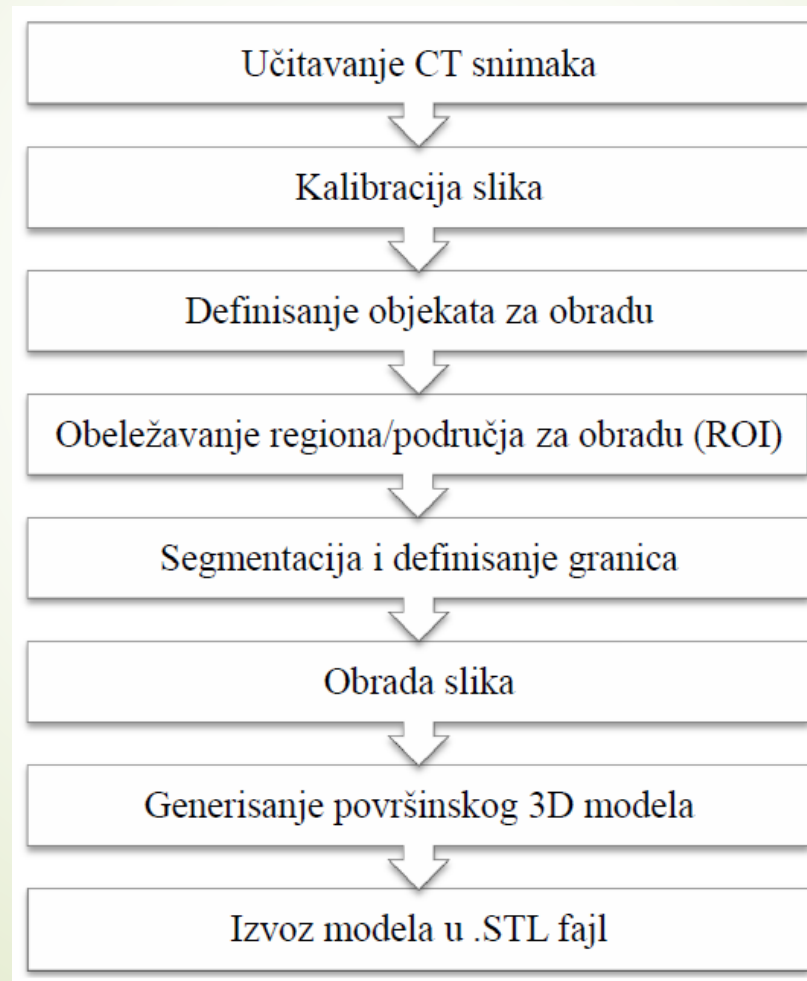 Učitavanje CT snimaka
Kalibracija slika
Definisanje objekata za obradu
Obeležavanje regiona/područja za obradu (ROI)
Segmentacija i definisanje granica
Obrada slika
Generisanje površinskog 3D modela
Izvoz modela u .STL fajl